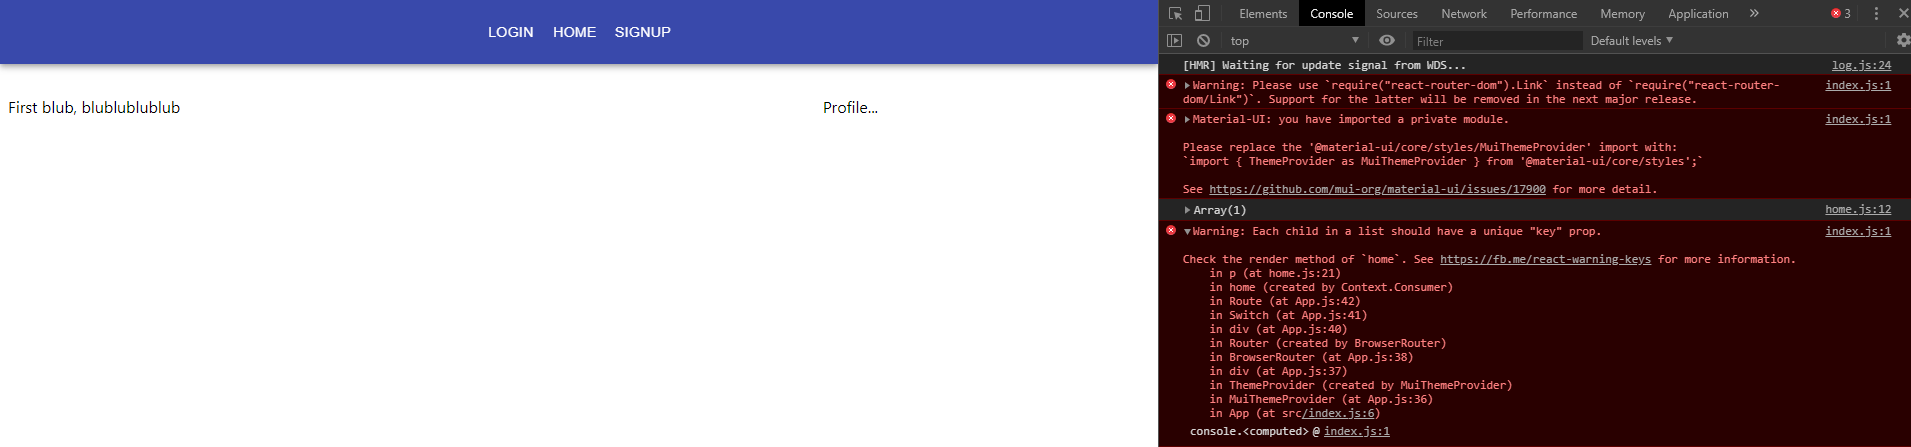 LOGIN HOME SIGNUP
First blub, blublublublub
Profile...
Elements Console Sources Network Performance Memory Application » 3
top Filter Default levels ▼
[HMR] Waiting for update signal from WDS... log.js:24
Warning: Please use `require("react-router-dom").Link` instead of `require("react-router- index.js:1
dom/Link")`. Support for the latter will be removed in the next major release.
Material-UI: you have imported a private module. index.js:1
Please replace the '@material-ui/core/styles/MuiThemeProvider' import with:
`import { ThemeProvider as MuiThemeProvider } from '@material-ui/core/styles';`
See https://github.com/mui-org/material-ui/issues/17900 for more detail.
Array(1) home.js:12
Warning: Each child in a list should have a unique "key" prop. index.js:1
Check the render method of `home`. See https://fb.me/react-warning-keys for more information.
in p (at home.js:21)
in home (created by Context.Consumer)
in Route (at App.js:42)
in Switch (at App.js:41)
in div (at App.js:40)
in Router (created by BrowserRouter)
in BrowserRouter (at App.js:38)
in div (at App.js:37)
in ThemeProvider (created by MuiThemeProvider)
in MuiThemeProvider (at App.js:36)
in App (at src/index.js:6)
console.<computed> @ index.js:1